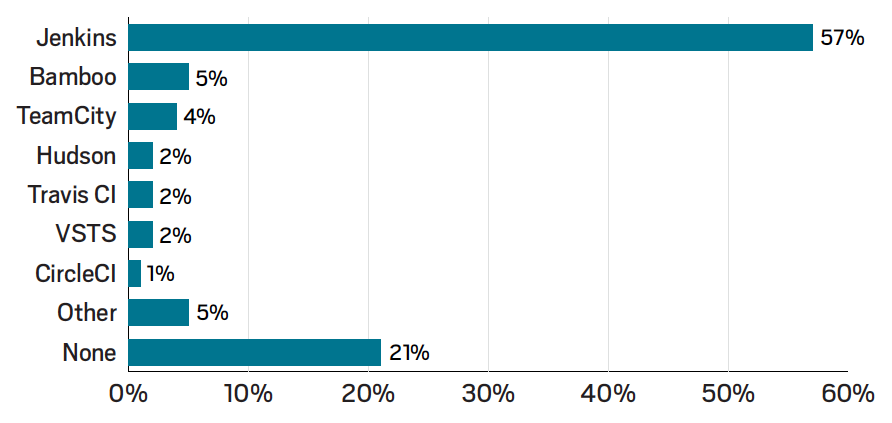 Jenkins 57%
Bamboo 5%
TeamCity 4%
Hudson 2%
Travis CI 2%
VSTS 2%
CircleCI 1%
Other 5%
None 21%
0% 10% 20% 30% 40% 50% 60%